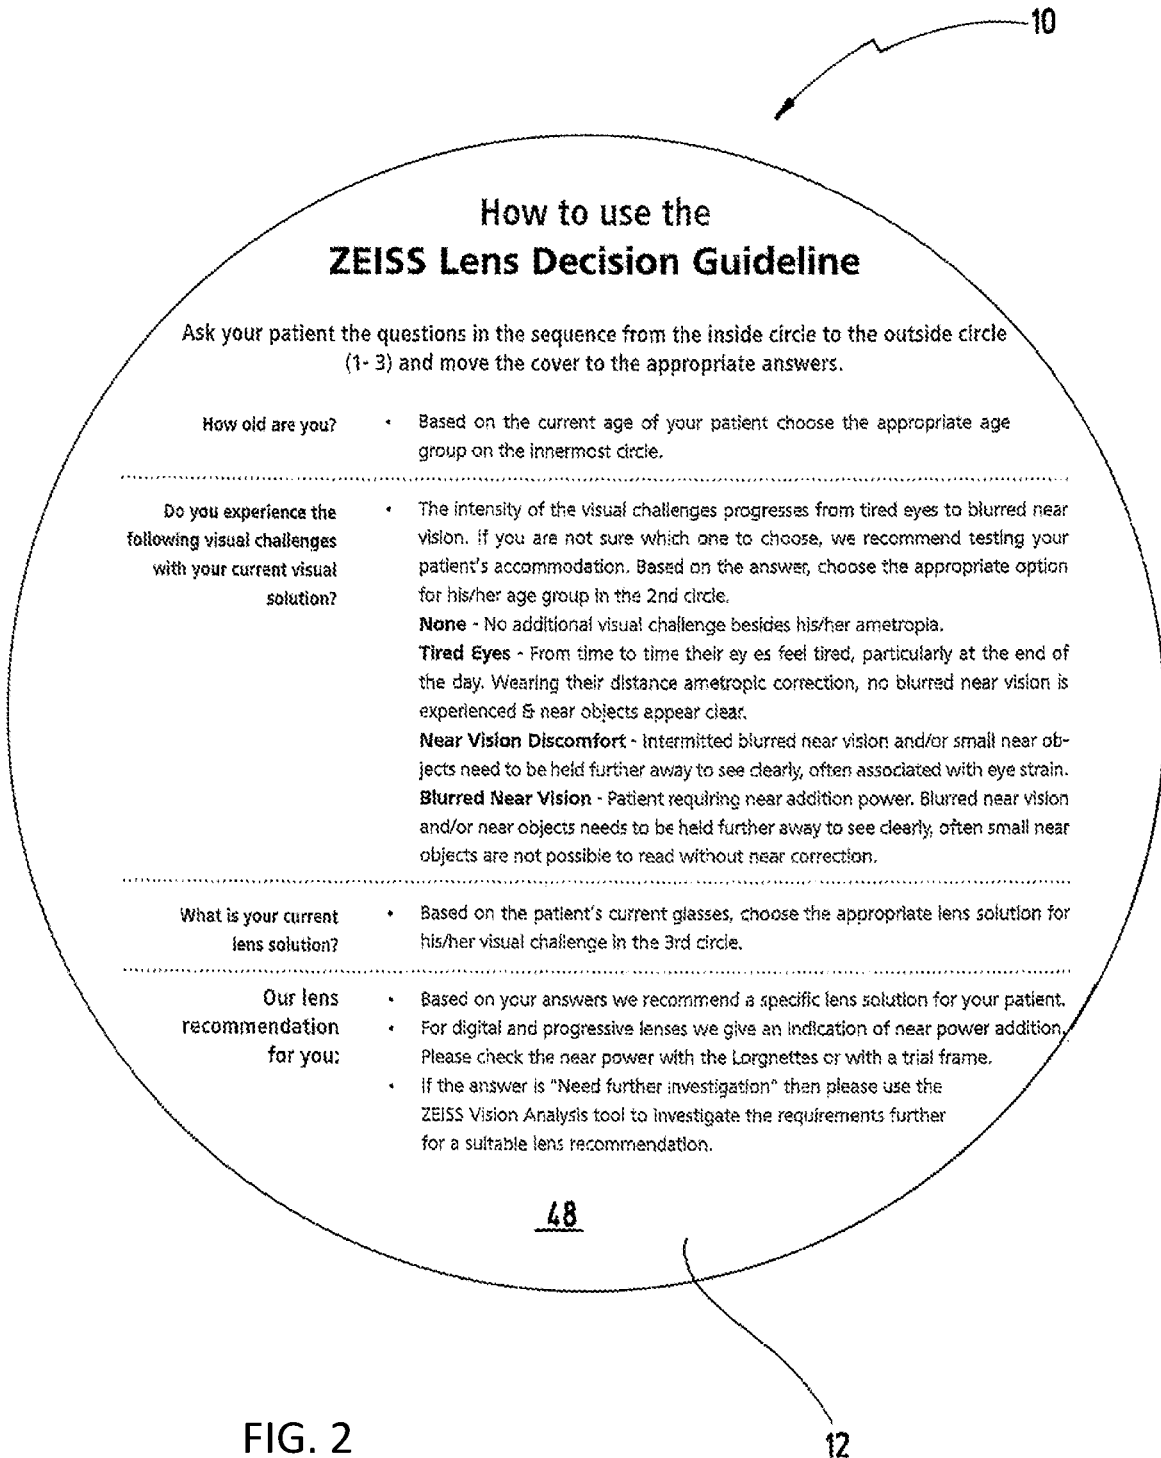 10
How to use the
ZEISS Lens Decision Guideline
Ask your patient the questions in the sequence from the inside circle to the outside circle
(1- 3) and move the cover to the appropriate answers.
How old are you?
• Based on the current age of your patient choose the appropriate age
group on the innermost circle.
Do you experience the
following visual challenges
with your current visual
solution?
• The intensity of the visual challenges progresses from tired eyes to blurred near
vision. If you are not sure which one to choose, we recommend testing your
patient's accommodation. Based on the answer, choose the appropriate option
for his/her age group in the 2nd circle.
None - No additional visual challenge besides his/her ametropia.
Tired Eyes - From time to time their ey es feel tired, particularly at the end of
the day. Wearing their distance ametropic correction, no blurred near vision is
experienced & near objects appear clear.
Near Vision Discomfort - Intermitted blurred near vision and/or small near ob-
jects need to be held further away to see clearly, often associated with eye strain.
Blurred Near Vision - Patient requiring near addition power. Blurred near vision
and/or near objects needs to be held further away to see clearly, often small near
objects are not possible to read without near correction.
What is your current
lens solution?
• Based on the patient's current glasses, choose the appropriate lens solution for
his/her visual challenge in the 3rd circle.
Our lens
recommendation
for you:
• Based on your answers we recommend a specific lens solution for your patient.
• For digital and progressive lenses we give an indication of near power addition.
Please check the near power with the Lorgnettes or with a trial frame.
• If the answer is "Need further investigation" then please use the
ZEISS Vision Analysis tool to investigate the requirements further
for a suitable lens recommendation.
48
FIG. 2
12